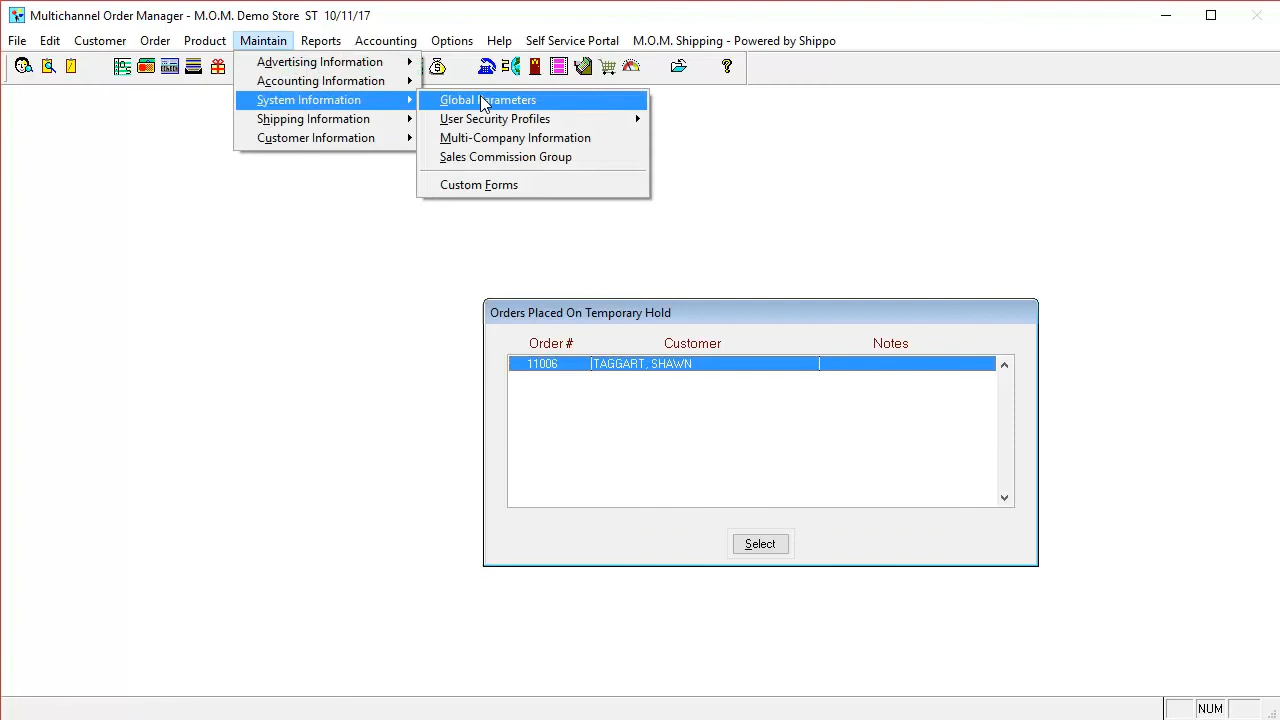 Multichannel Order Manager - M.O.M. Demo Store  ST  10/11/17
File Edit Customer Order Product Maintain Reports Accounting Options Help Self Service Portal M.O.M. Shipping - Powered by Shippo
Advertising Information
Accounting Information
System Information
Shipping Information
Customer Information
Global
User Security Profiles
Multi-Company Information
Sales Commission Group
Custom Forms
Orders Placed On Temporary Hold
Order # Customer Notes
11006 TAGGART, SHAWN
Select
NUM